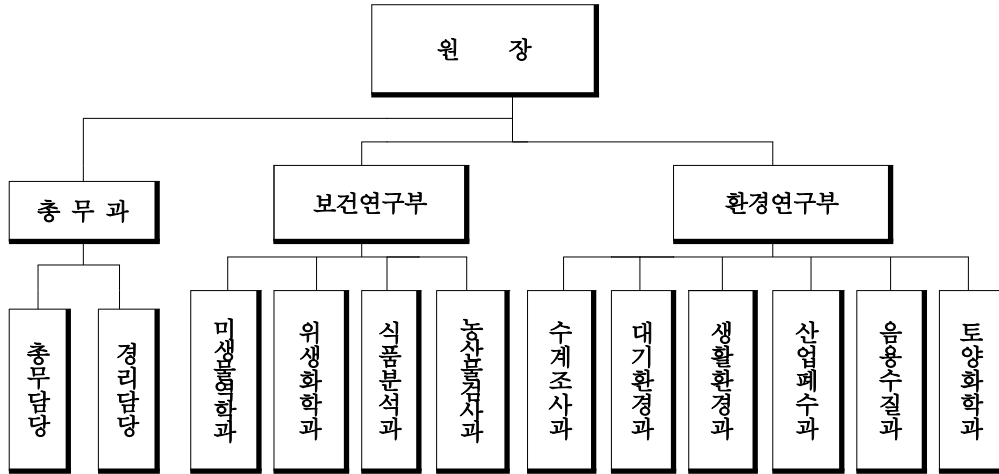 원 장
총 무 과
보건연구부
환경연구부
총무담당
경리담당
미생물역학과
위생화학과
식품분석과
농산물검사과
수계조사과
대기환경과
생활환경과
산업폐수과
음용수질과
토양화학과